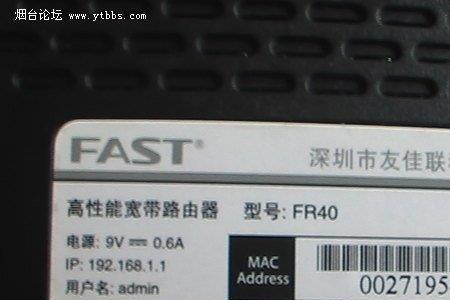 烟台论坛
www.ytbbs.com
FAST®
深圳市友佳联
高性能宽带路由器 型号: FR40
电源: 9V 0.6A
IP: 192.168.1.1
用户名: admin
MAC
Address
0027195